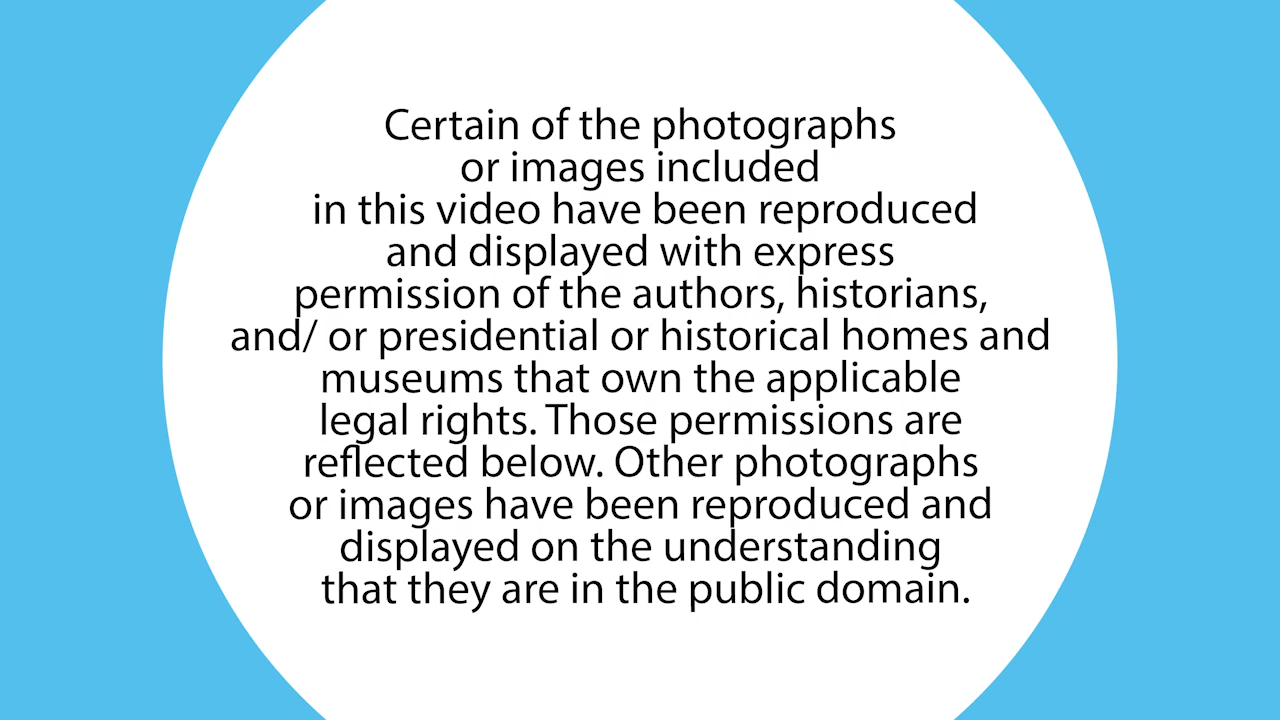 Certain of the photographs
or images included
in this video have been reproduced
and displayed with express
permission of the authors, historians,
and/ or presidential or historical homes and
museums that own the applicable
legal rights. Those permissions are
reflected below. Other photographs
or images have been reproduced and
displayed on the understanding
that they are in the public domain.